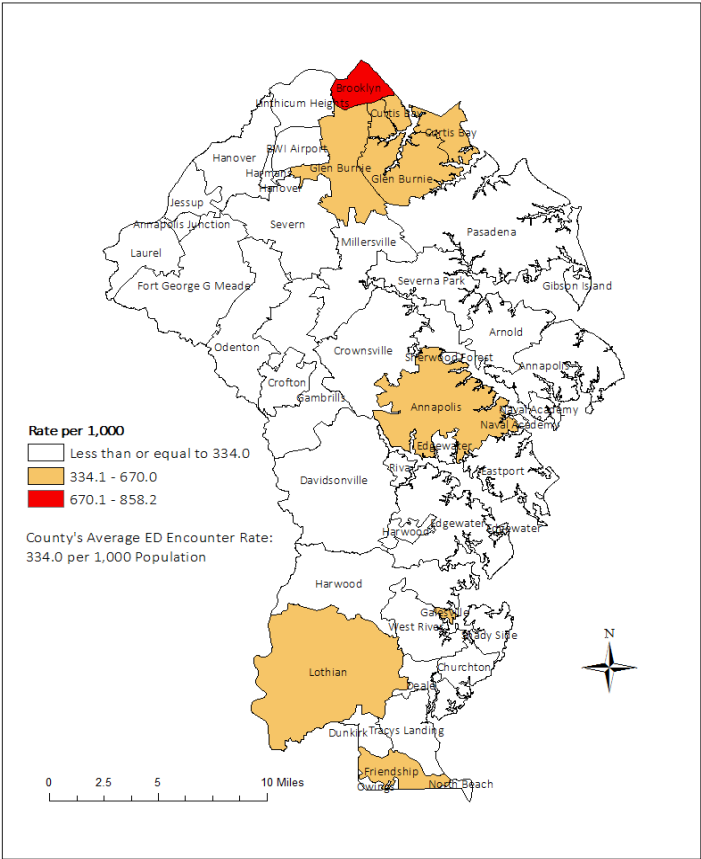 Brooklyn
Linthicum Heights
Curtis Bay
Curtis Bay
BWI Airport
Hanover
Glen Burnie
Harmans
Glen Burnie
Hanover
Jessup
Annapolis Junction
Severn
Pasadena
Millersville
Laurel
Severna Park
Fort George G Meade
Gibson Island
Arnold
Odenton
Crownsville
Sherwood Forest
Annapolis
Crofton
Gambrills
Annapolis
Naval Academy
Naval Academy
Rate per 1,000
Edgewater
Less than or equal to 334.0
Riva
Eastport
334.1 - 670.0
Davidsonville
670.1 - 858.2
Edgewater
Edgewater
Harwood
County's Average ED Encounter Rate:
334.0 per 1,000 Population
Harwood
Galesville
West River
Shady Side
N
Churchton
Lothian
Deale
Dunkirk
Tracys Landing
Friendship
North Beach
Owings
0 2.5 5 10 Miles